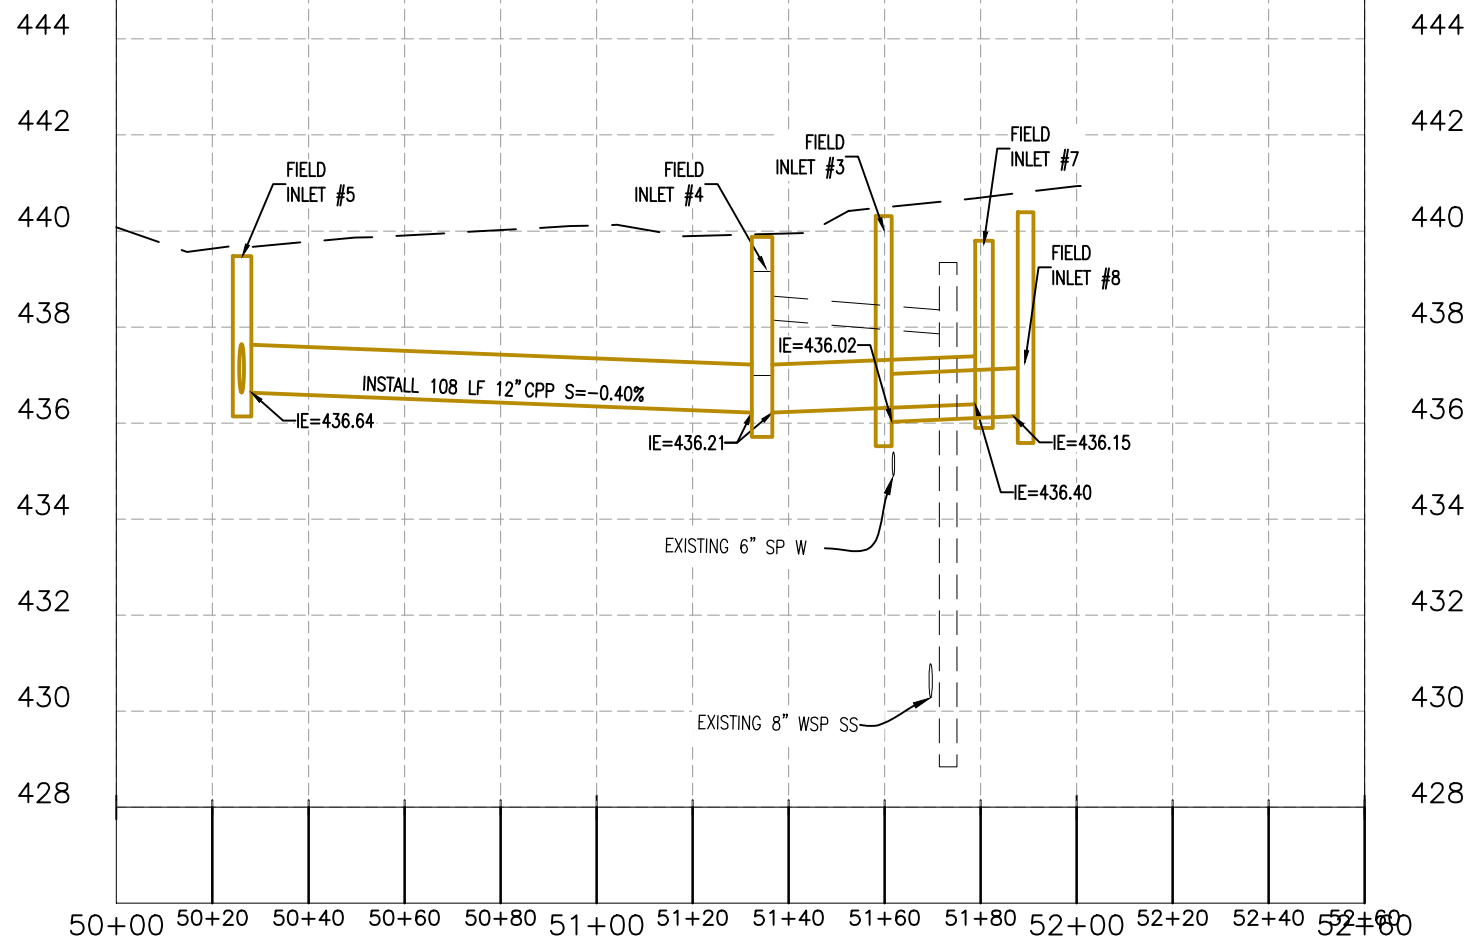 444
444
442
442
FIELD
INLET #3
FIELD
INLET #7
FIELD
INLET #5
FIELD
INLET #4
440
440
FIELD
INLET #8
438
438
IE=436.02
INSTALL 108 LF 12" CPP S=-0.40%
436
436
IE=436.64
IE=436.21
IE=436.15
IE=436.40
434
434
EXISTING 6" SP W
432
432
430
430
EXISTING 8" WSP SS
428
428
50+00
50+20
50+40
50+60
50+80
51+00
51+20
51+40
51+60
51+80
52+00
52+20
52+40
52+60
52+60